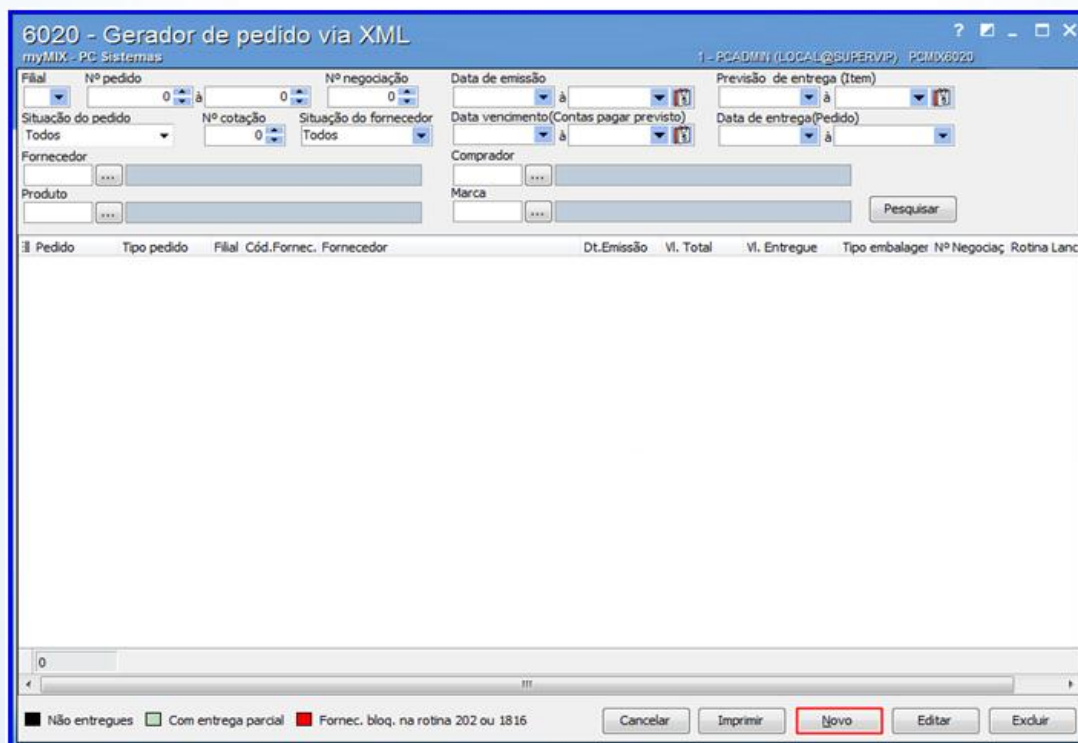 6020 - Gerador de pedido via XML ? _ X
myMIX - PC Sistemas 1 - PCADMIN (LOCAL@SUPERVIP) PCMIX6020
Filial Nº pedido Nº negociação Data de emissão Previsão de entrega (Item)
0 à 0 0 à à
Situação do pedido Nº cotação Situação do fornecedor Data vencimento(Contas pagar previsto) Data de entrega(Pedido)
Todos 0 Todos à à
Fornecedor Comprador
... ...
Produto Marca
... ... Pesquisar
Pedido Tipo pedido Filial Cód.Fornec. Fornecedor Dt.Emissão Vl. Total Vl. Entregue Tipo embalager Nº Negociaç Rotina Lanc
0
Não entregues Com entrega parcial Fornec. bloq. na rotina 202 ou 1816 Cancelar Imprimir Novo Editar Excluir